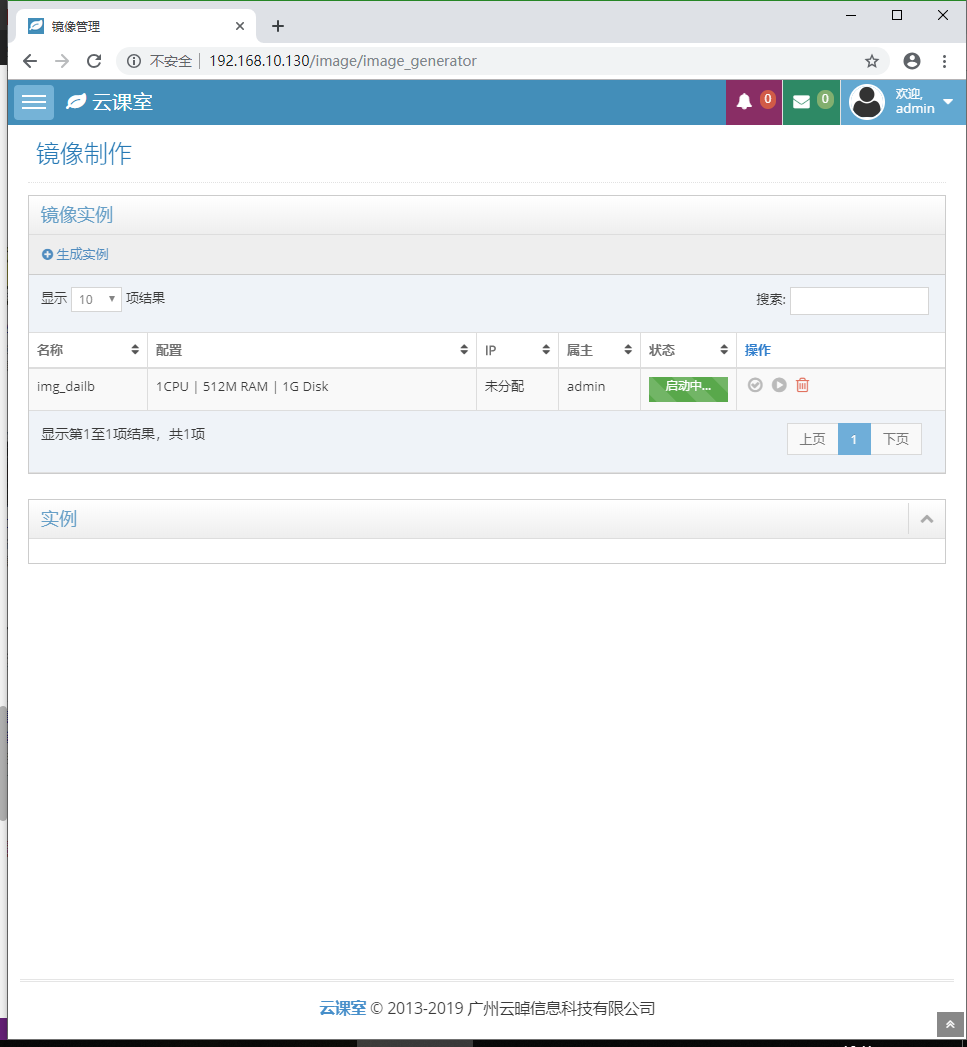 镜像管理
不安全 192.168.10.130/image/image_generator
云课室 0 0 欢迎, admin
镜像制作
镜像实例
生成实例
显示 10 项结果 搜索:
名称 配置 IP 属主 状态 操作
img_dailb 1CPU | 512M RAM | 1G Disk 未分配 admin 启动中...
显示第1至1项结果，共1项 上页 1 下页
实例
云课室 © 2013-2019 广州云晫信息科技有限公司